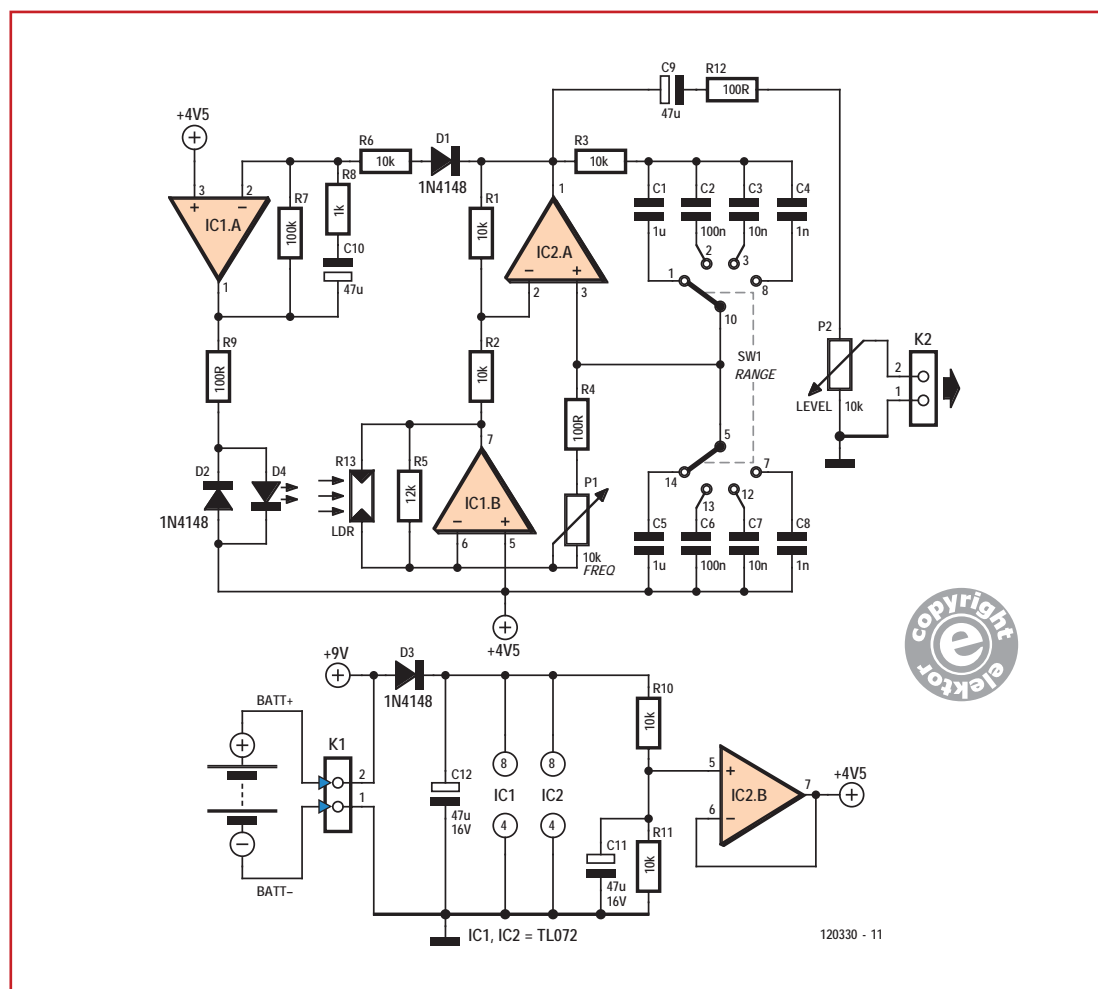 C9
R12
100R
47u
+4V5
R6
D1
R3
10k
1N4148
10k
R8
1k
R7
100k
C10
47u
3
+
2
−
IC1.A
1
R1
10k
1
IC2.A
−
+
2
3
C1
C2
C3
C4
1u
100n
10n
1n
2
3
1
8
10
SW1
RANGE
P2
K2
2
1
LEVEL
10k
R9
100R
R2
10k
R4
100R
5
D2
D4
1N4148
R13
LDR
R5
12k
7
IC1.B
−
+
6
5
P1
10k
FREQ
14
7
13
12
C5
C6
C7
C8
1u
100n
10n
1n
+4V5
copyright
e
elektor
+9V
D3
1N4148
BATT+
+
K1
2
1
−
BATT−
C12
47u
16V
8
8
IC1
IC2
4
4
R10
10k
C11
47u
16V
R11
10k
5
+
6
−
IC2.B
7
+4V5
IC1, IC2 = TL072
120330 - 11